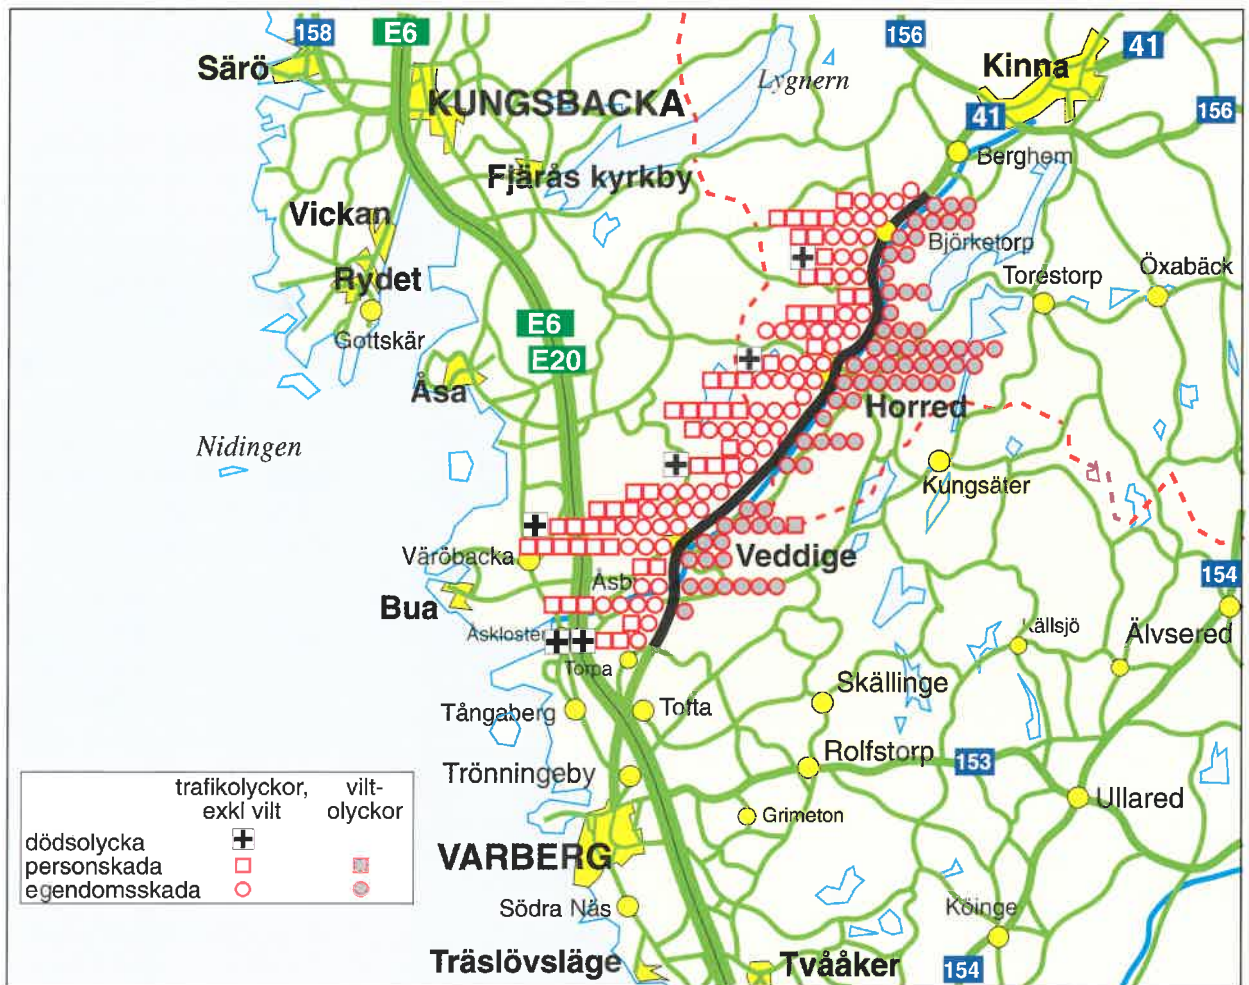 158
E6
156
41
Särö
Kinna
Lygnern
KUNGSBACKA
41
156
Berghem
Fjärås kyrkby
Vickan
Björketorp
Öxabäck
Torestorp
Rydet
E6
Gottskär
E20
Åsa
Horred
Nidingen
Kungsäter
Väröbacka
Veddige
154
Åsb
Bua
Åskloster
Källsjö
Älvsered
Torpa
Skällinge
Tångaberg
Tofta
Rolfstorp
153
Trönningeby
trafikolyckor, vilt-
exkl vilt olyckor
Ullared
Grimeton
dödsolycka
personskada
egendomsskada
VARBERG
Södra Näs
Köinge
Träslövsläge
Tvååker
154